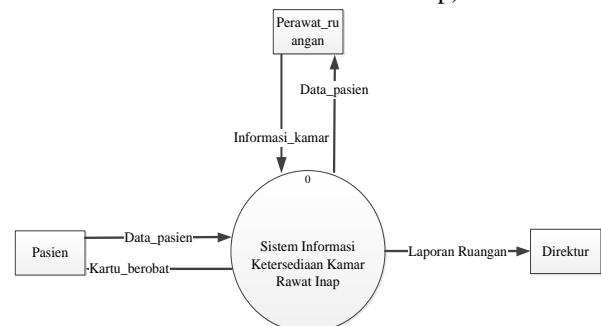 Perawat_ru
angan
Data_pasien
Informasi_kamar
0
Data_pasien
Pasien
Kartu_berobat
Sistem Informasi
Ketersediaan Kamar
Rawat Inap
Laporan Ruangan
Direktur